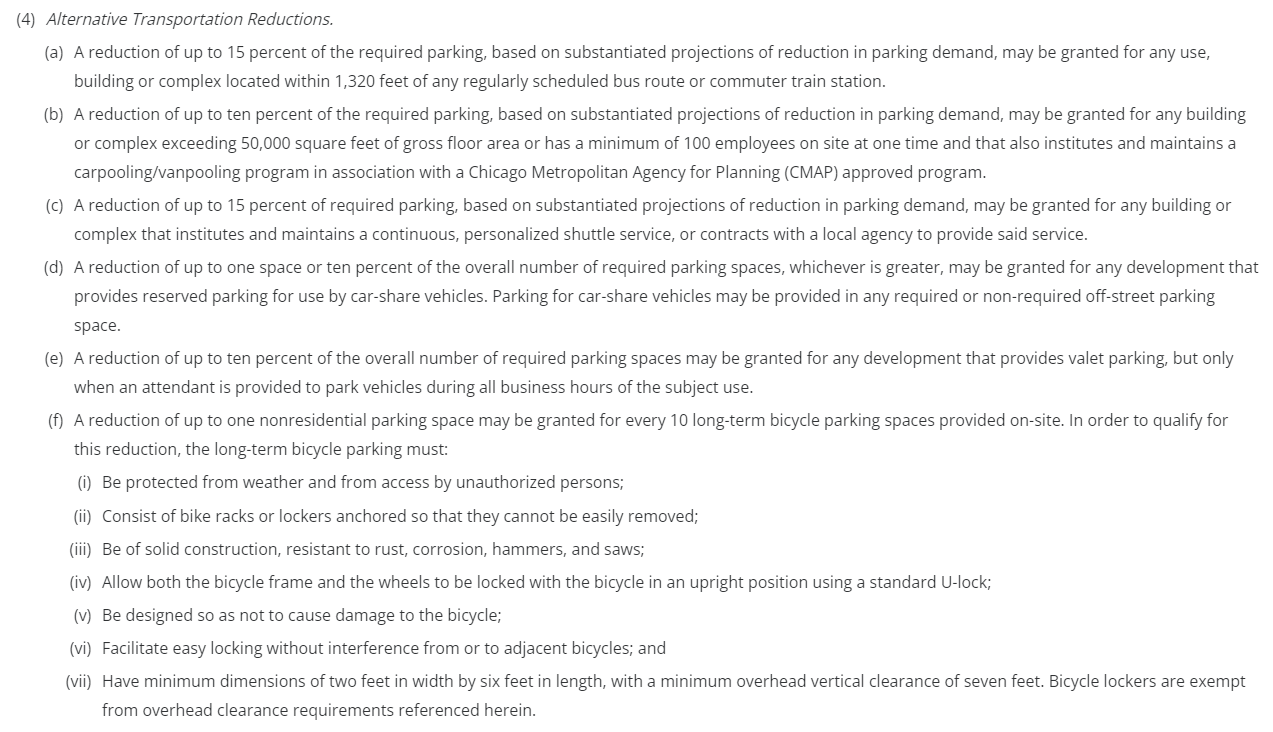 (4) Alternative Transportation Reductions.
(a) A reduction of up to 15 percent of the required parking, based on substantiated projections of reduction in parking demand, may be granted for any use,
building or complex located within 1,320 feet of any regularly scheduled bus route or commuter train station.
(b) A reduction of up to ten percent of the required parking, based on substantiated projections of reduction in parking demand, may be granted for any building
or complex exceeding 50,000 square feet of gross floor area or has a minimum of 100 employees on site at one time and that also institutes and maintains a
carpooling/vanpooling program in association with a Chicago Metropolitan Agency for Planning (CMAP) approved program.
(c) A reduction of up to 15 percent of required parking, based on substantiated projections of reduction in parking demand, may be granted for any building or
complex that institutes and maintains a continuous, personalized shuttle service, or contracts with a local agency to provide said service.
(d) A reduction of up to one space or ten percent of the overall number of required parking spaces, whichever is greater, may be granted for any development that
provides reserved parking for use by car-share vehicles. Parking for car-share vehicles may be provided in any required or non-required off-street parking
space.
(e) A reduction of up to ten percent of the overall number of required parking spaces may be granted for any development that provides valet parking, but only
when an attendant is provided to park vehicles during all business hours of the subject use.
(f) A reduction of up to one nonresidential parking space may be granted for every 10 long-term bicycle parking spaces provided on-site. In order to qualify for
this reduction, the long-term bicycle parking must:
(i) Be protected from weather and from access by unauthorized persons;
(ii) Consist of bike racks or lockers anchored so that they cannot be easily removed;
(iii) Be of solid construction, resistant to rust, corrosion, hammers, and saws;
(iv) Allow both the bicycle frame and the wheels to be locked with the bicycle in an upright position using a standard U-lock;
(v) Be designed so as not to cause damage to the bicycle;
(vi) Facilitate easy locking without interference from or to adjacent bicycles; and
(vii) Have minimum dimensions of two feet in width by six feet in length, with a minimum overhead vertical clearance of seven feet. Bicycle lockers are exempt
from overhead clearance requirements referenced herein.